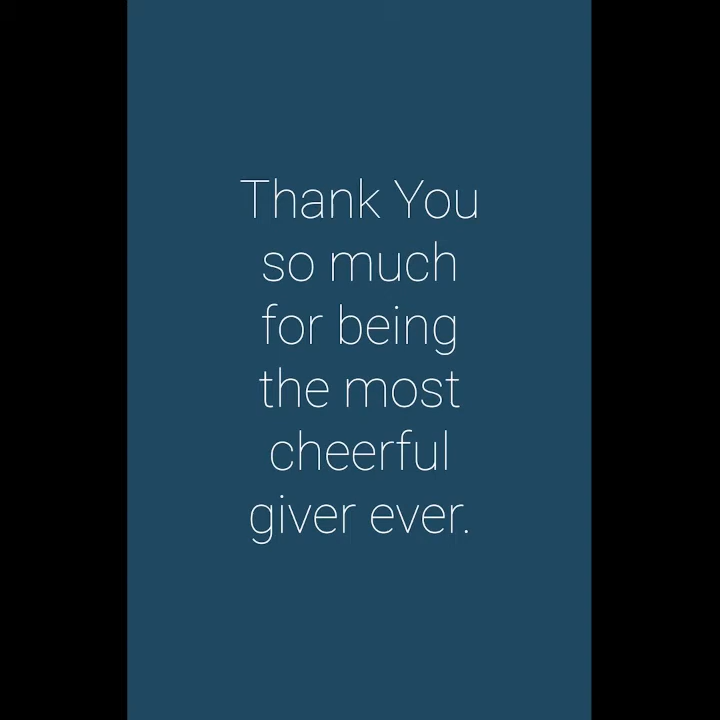 Thank You
so much
for being
the most
cheerful
giver ever.